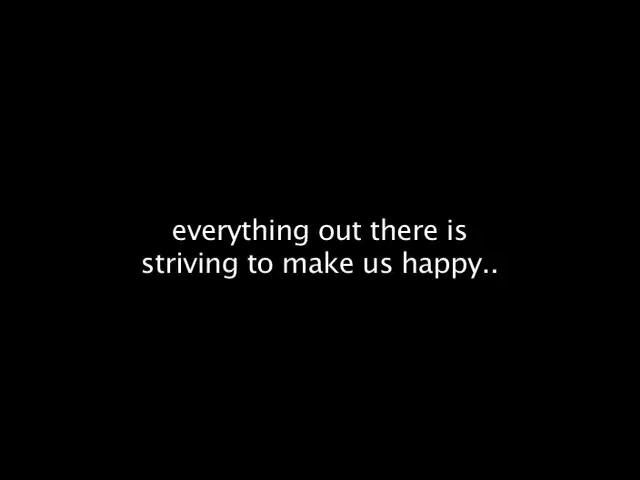 everything out there is
striving to make us happy..